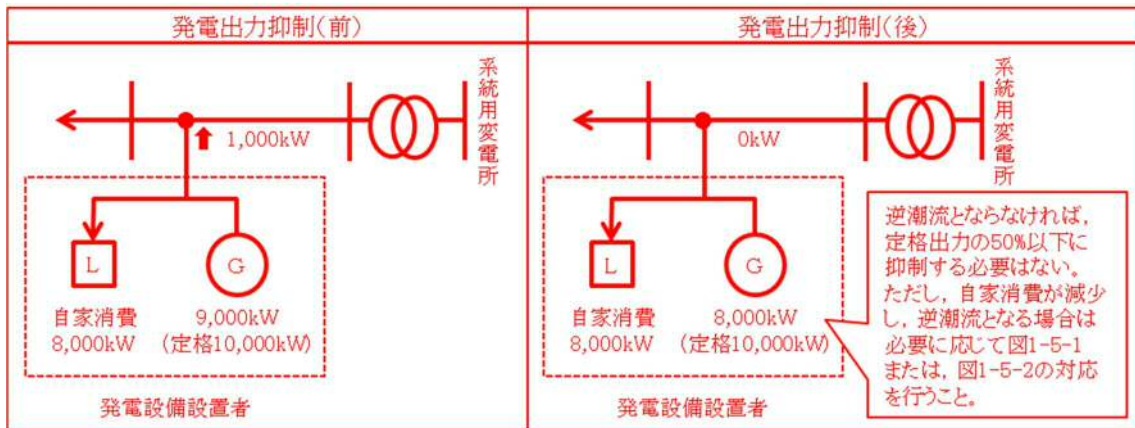 発電出力抑制(前)
発電出力抑制(後)
系統用変電所
1,000kW
L
G
自家消費
8,000kW
9,000kW
(定格10,000kW)
発電設備設置者
系統用変電所
0kW
L
G
自家消費
8,000kW
8,000kW
(定格10,000kW)
発電設備設置者
逆潮流とならなければ,
定格出力の50%以下に
抑制する必要はない。
ただし,自家消費が減少
し,逆潮流となる場合は
必要に応じて図1-5-1
または,図1-5-2の対応
を行うこと。